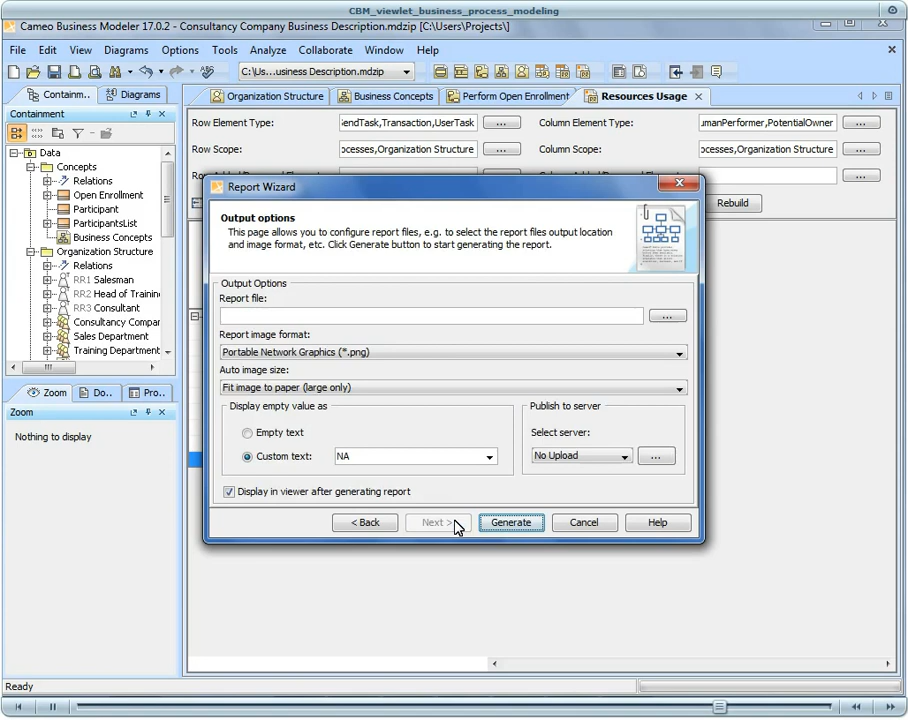 CBM_viewlet_business_process_modeling
Cameo Business Modeler 17.0.2 - Consultancy Company Business Description.mdzip [C:\Users\Projects\]
File Edit View Diagrams Options Tools Analyze Collaborate Window Help
C:\Us...usiness Description.mdzip
Containm.. Diagrams
Organization Structure Business Concepts Perform Open Enrollment Resources Usage
Containment
Row Element Type: iendTask,Transaction,UserTask ... Column Element Type: umanPerformer,PotentialOwner ...
Row Scope: ocesses,Organization Structure ... Column Scope: ocesses,Organization Structure ...
Rebuild
Data
Concepts
Relations
Open Enrollment
Participant
ParticipantsList
Business Concepts
Organization Structure
Relations
RR1 Salesman
RR2 Head of Trainin
RR3 Consultant
Consultancy Compar
Sales Department
Training Department
Zoom Do.. Pro..
Zoom
Nothing to display
Report Wizard
Output options
This page allows you to configure report files, e.g. to select the report files output location
and image format, etc. Click Generate button to start generating the report.
Output Options
Report file:
...
Report image format:
Portable Network Graphics (*.png)
Auto image size:
Fit image to paper (large only)
Display empty value as Publish to server
Empty text Select server:
Custom text: NA No Upload ...
Display in viewer after generating report
< Back Next > Generate Cancel Help
Ready